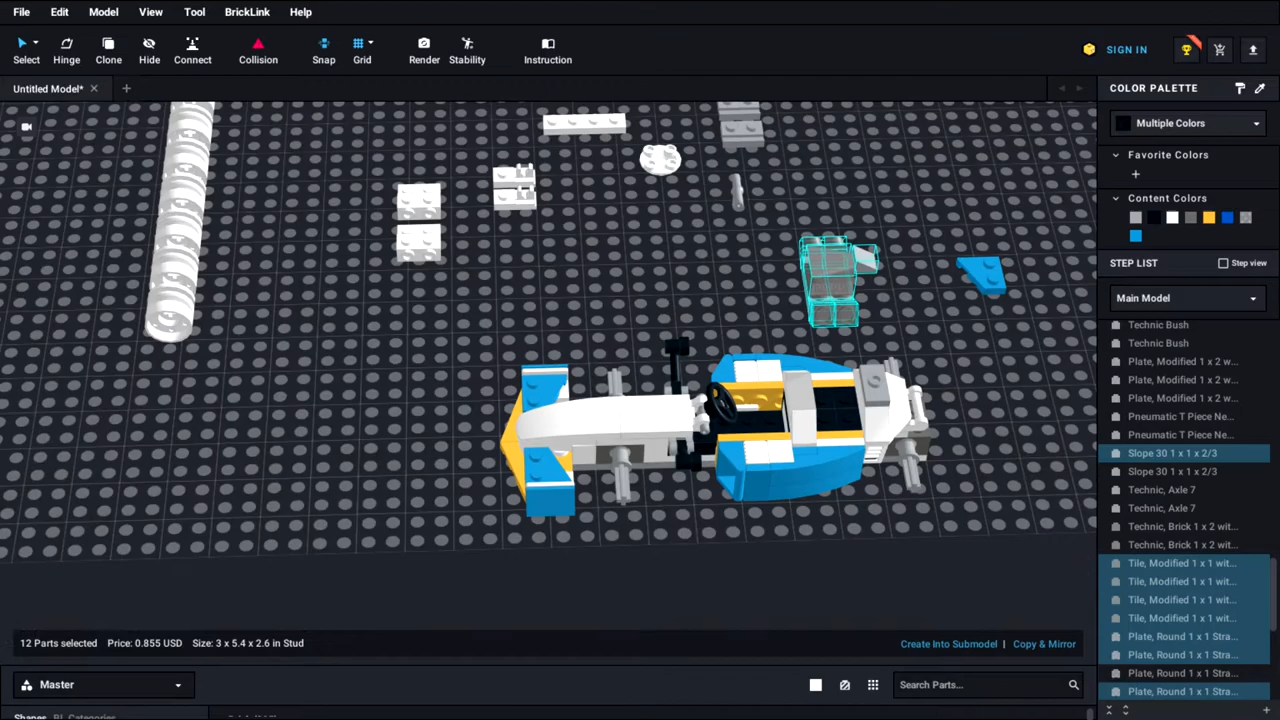 File Edit Model View Tool BrickLink Help
Select Hinge Clone Hide Connect Collision Snap Grid Render Stability Instruction SIGN IN
Untitled Model*
COLOR PALETTE
Multiple Colors
Favorite Colors
Content Colors
STEP LIST Step view
Main Model
Technic Bush
Technic Bush
Plate, Modified 1 x 2 w...
Plate, Modified 1 x 2 w...
Plate, Modified 1 x 2 w...
Pneumatic T Piece Ne...
Pneumatic T Piece Ne...
Slope 30 1 x 1 x 2/3
Slope 30 1 x 1 x 2/3
Technic, Axle 7
Technic, Axle 7
Technic, Brick 1 x 2 wit...
Technic, Brick 1 x 2 wit...
Tile, Modified 1 x 1 wit...
Tile, Modified 1 x 1 wit...
Tile, Modified 1 x 1 wit...
Tile, Modified 1 x 1 wit...
Plate, Round 1 x 1 Stra...
Plate, Round 1 x 1 Stra...
Plate, Round 1 x 1 Stra...
Plate, Round 1 x 1 Stra...
12 Parts selected Price: 0.855 USD Size: 3 x 5.4 x 2.6 in Stud Create Into Submodel | Copy & Mirror
Master Search Parts...
Shapes BL Categories